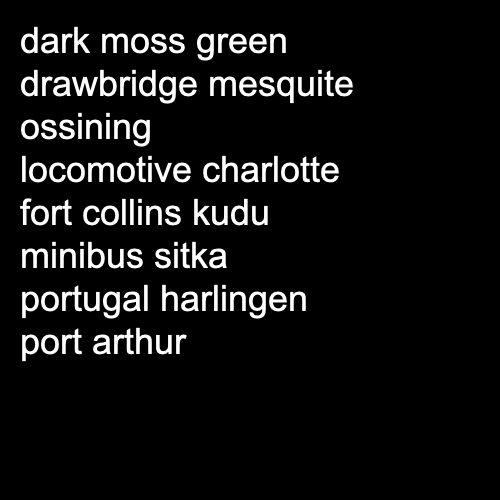 dark moss green
drawbridge mesquite
ossining
locomotive charlotte
fort collins kudu
minibus sitka
portugal harlingen
port arthur